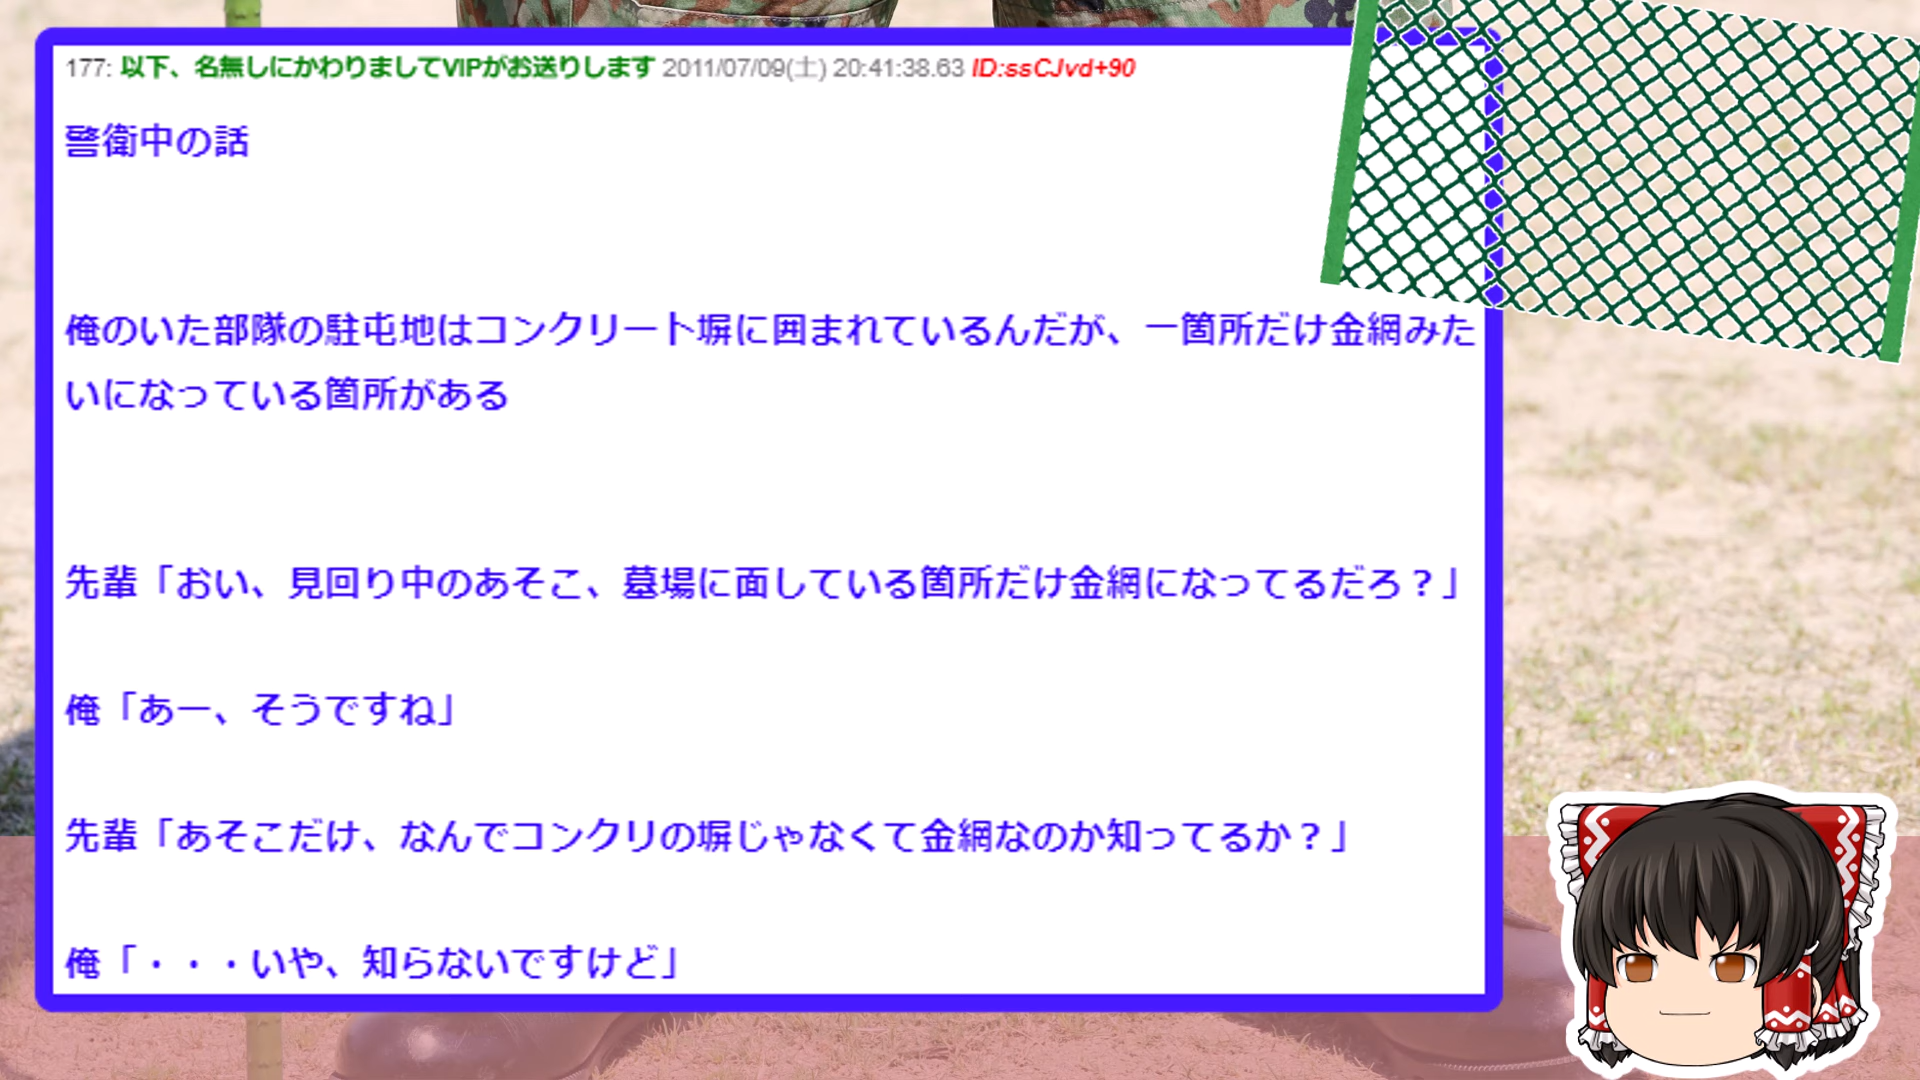 177: 以下、名無しにかわりましてVIPがお送りします 2011/07/09(土) 20:41:38.63 ID:ssCJvd+90
警衛中の話
俺のいた部隊の駐屯地はコンクリート塀に囲まれているんだが、一箇所だけ金網みた
いになっている箇所がある
先輩「おい、見回り中のあそこ、墓場に面している箇所だけ金網になってるだろ？」
俺「あー、そうですね」
先輩「あそこだけ、なんでコンクリの塀じゃなくて金網なのか知ってるか？」
俺「・・・いや、知らないですけど」